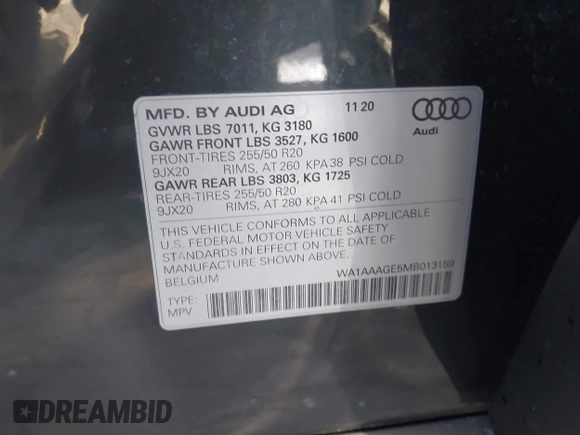 MFD. BY AUDI AG 11 20
GVWR LBS 7011, KG 3180
GAWR FRONT LBS 3527, KG 1600
FRONT-TIRES 255/50 R20
9JX20 RIMS, AT 260 KPA 38 PSI COLD
GAWR REAR LBS 3803, KG 1725
REAR-TIRES 255/50 R20
9JX20 RIMS, AT 280 KPA 41 PSI COLD
Audi
THIS VEHICLE CONFORMS TO ALL APPLICABLE
U.S. FEDERAL MOTOR VEHICLE SAFETY
STANDARDS IN EFFECT ON THE DATE OF
MANUFACTURE SHOWN ABOVE.
BELGIUM
WA1AAAGE5MB013159
TYPE:
MPV
DREAMBID